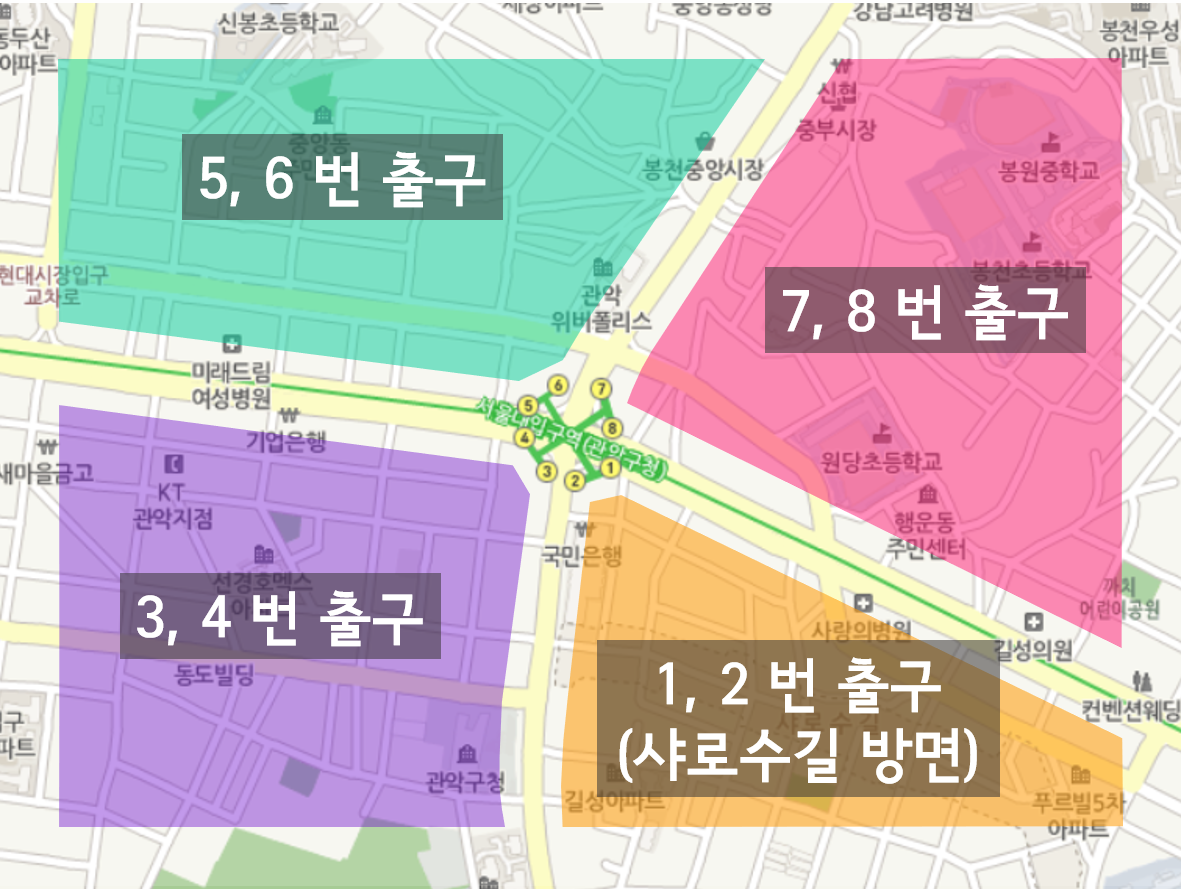 신봉초등학교
중앙동
강남고려병원
봉천우성
아파트
동두산
아파트
신협
중부시장
봉천중앙시장
봉원중학교
5, 6 번 출구
봉천초등학교
7, 8 번 출구
현대시장입구
교차로
관악
위버폴리스
미래드림
여성병원
기업은행
새마을금고
5
6
7
8
4
3
2
1
서울대입구역(관악구청)
KT
관악지점
원당초등학교
행운동
주민센터
국민은행
선경호멕스
까치
어린이공원
3, 4 번 출구
사랑의병원
길성의원
동도빌딩
1, 2 번 출구
(샤로수길 방면)
샤로수길
컨벤션웨딩
관악구청
길성아파트
푸르빌5차
아파트